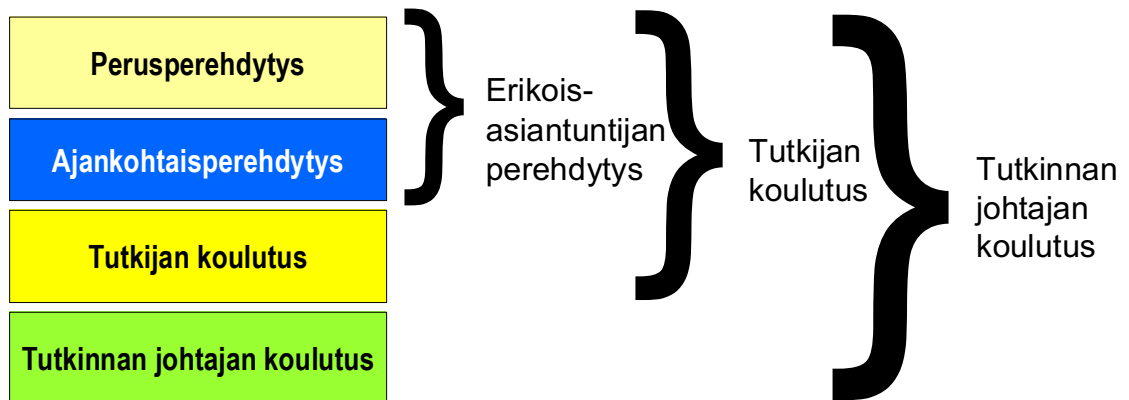 Perusperehdytys
Ajankohtaisperehdytys
Tutkijan koulutus
Tutkinnan johtajan koulutus
Erikois-
asiantuntijan
perehdytys
Tutkijan
koulutus
Tutkinnan
johtajan
koulutus